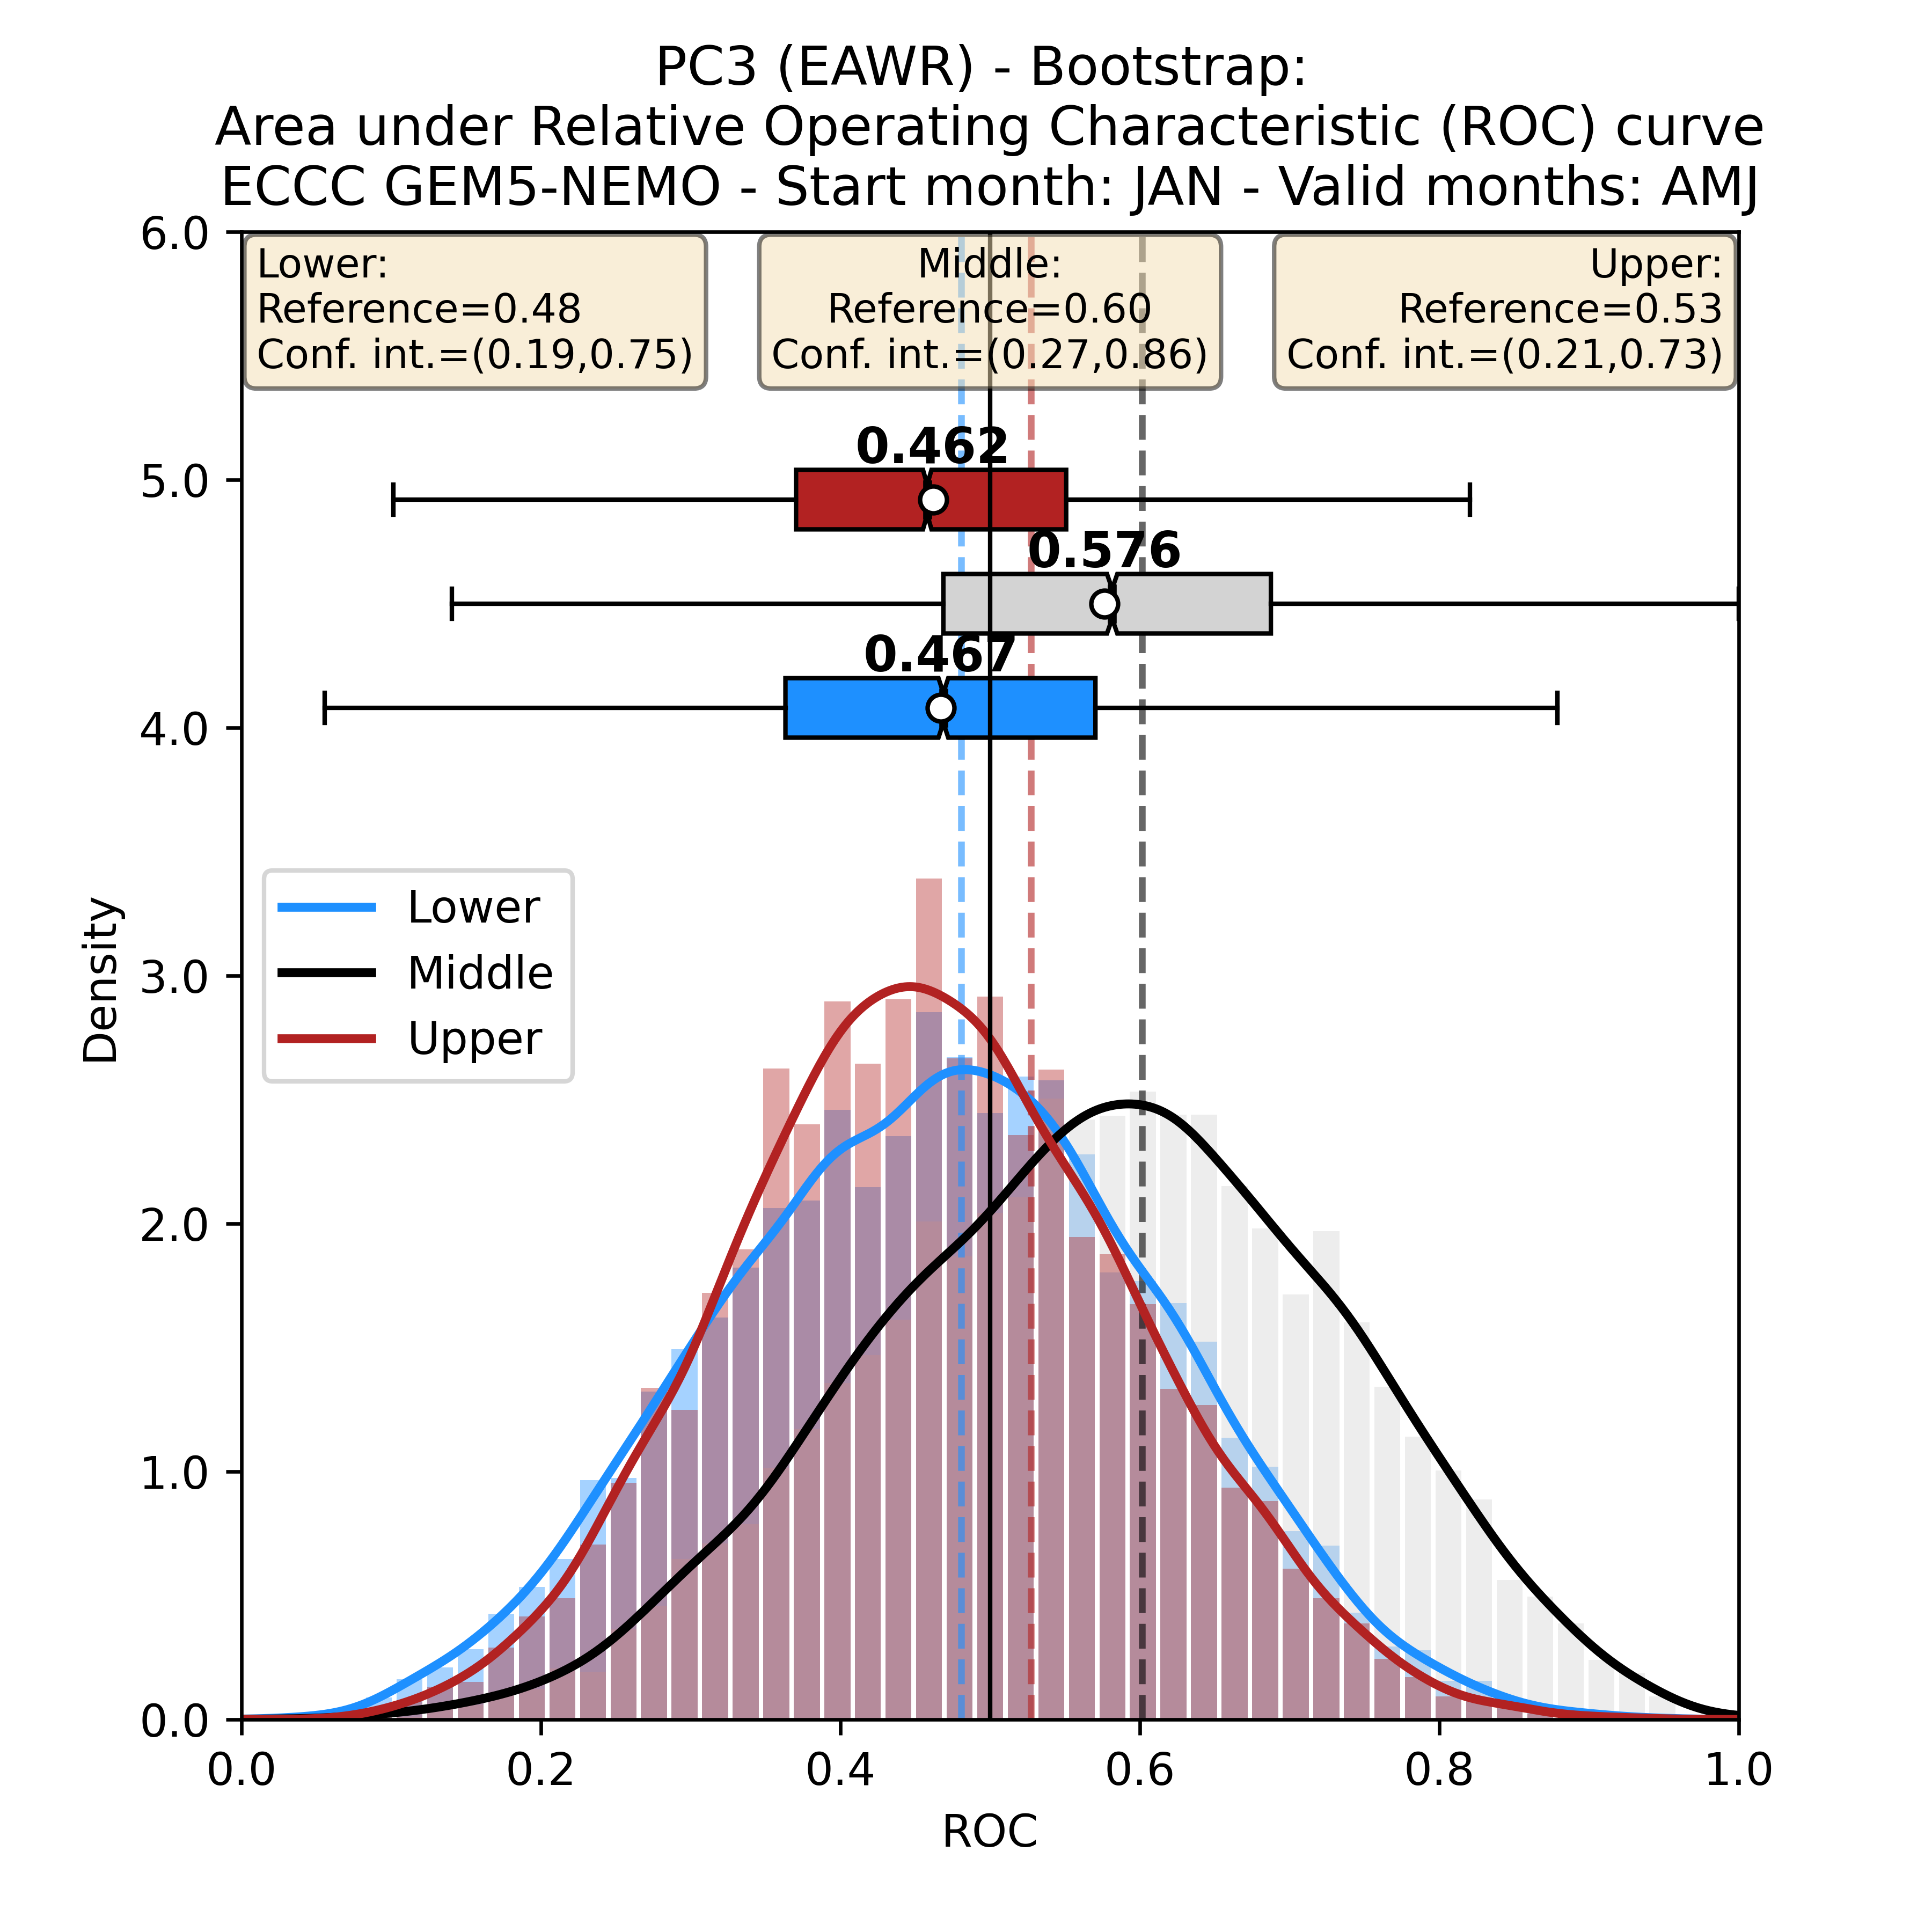 PC3 (EAWR) - Bootstrap:
Area under Relative Operating Characteristic (ROC) curve
ECCC GEM5-NEMO - Start month: JAN - Valid months: AMJ
Lower:
Reference=0.48
Conf. int.=(0.19,0.75)
Middle:
Reference=0.60
Conf. int.=(0.27,0.86)
Upper:
Reference=0.53
Conf. int.=(0.21,0.73)
0.462
0.576
0.467
Lower
Middle
Upper
Density
6.0
5.0
4.0
3.0
2.0
1.0
0.0
0.0 0.2 0.4 0.6 0.8 1.0
ROC